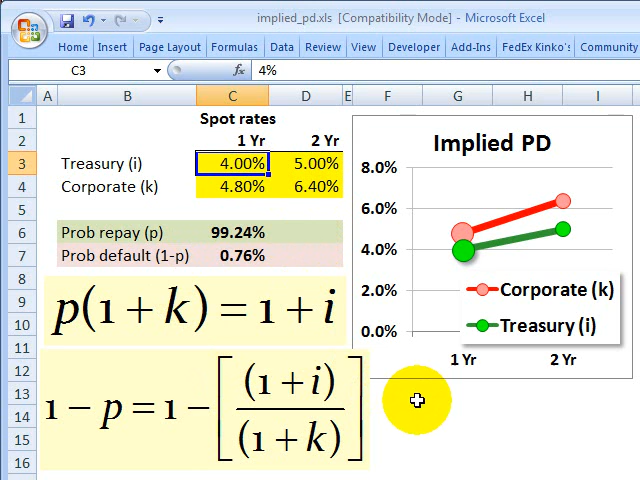 implied_pd.xls [Compatibility Mode] - Microsoft Excel
Home Insert Page Layout Formulas Data Review View Developer Add-Ins FedEx Kinko's Community
C3 fx 4%
A B C D E F G H I
1 Spot rates
2 1 Yr 2 Yr
3 Treasury (i) 4.00% 5.00%
4 Corporate (k) 4.80% 6.40%
5
6 Prob repay (p) 99.24%
7 Prob default (1-p) 0.76%
8
9
10
11
12
13
14
15
16
p(1 + k) = 1 + i
1 − p = 1 − [(1 + i) / (1 + k)]
Implied PD
8.0%
6.0%
4.0%
2.0%
0.0%
Corporate (k)
Treasury (i)
1 Yr 2 Yr